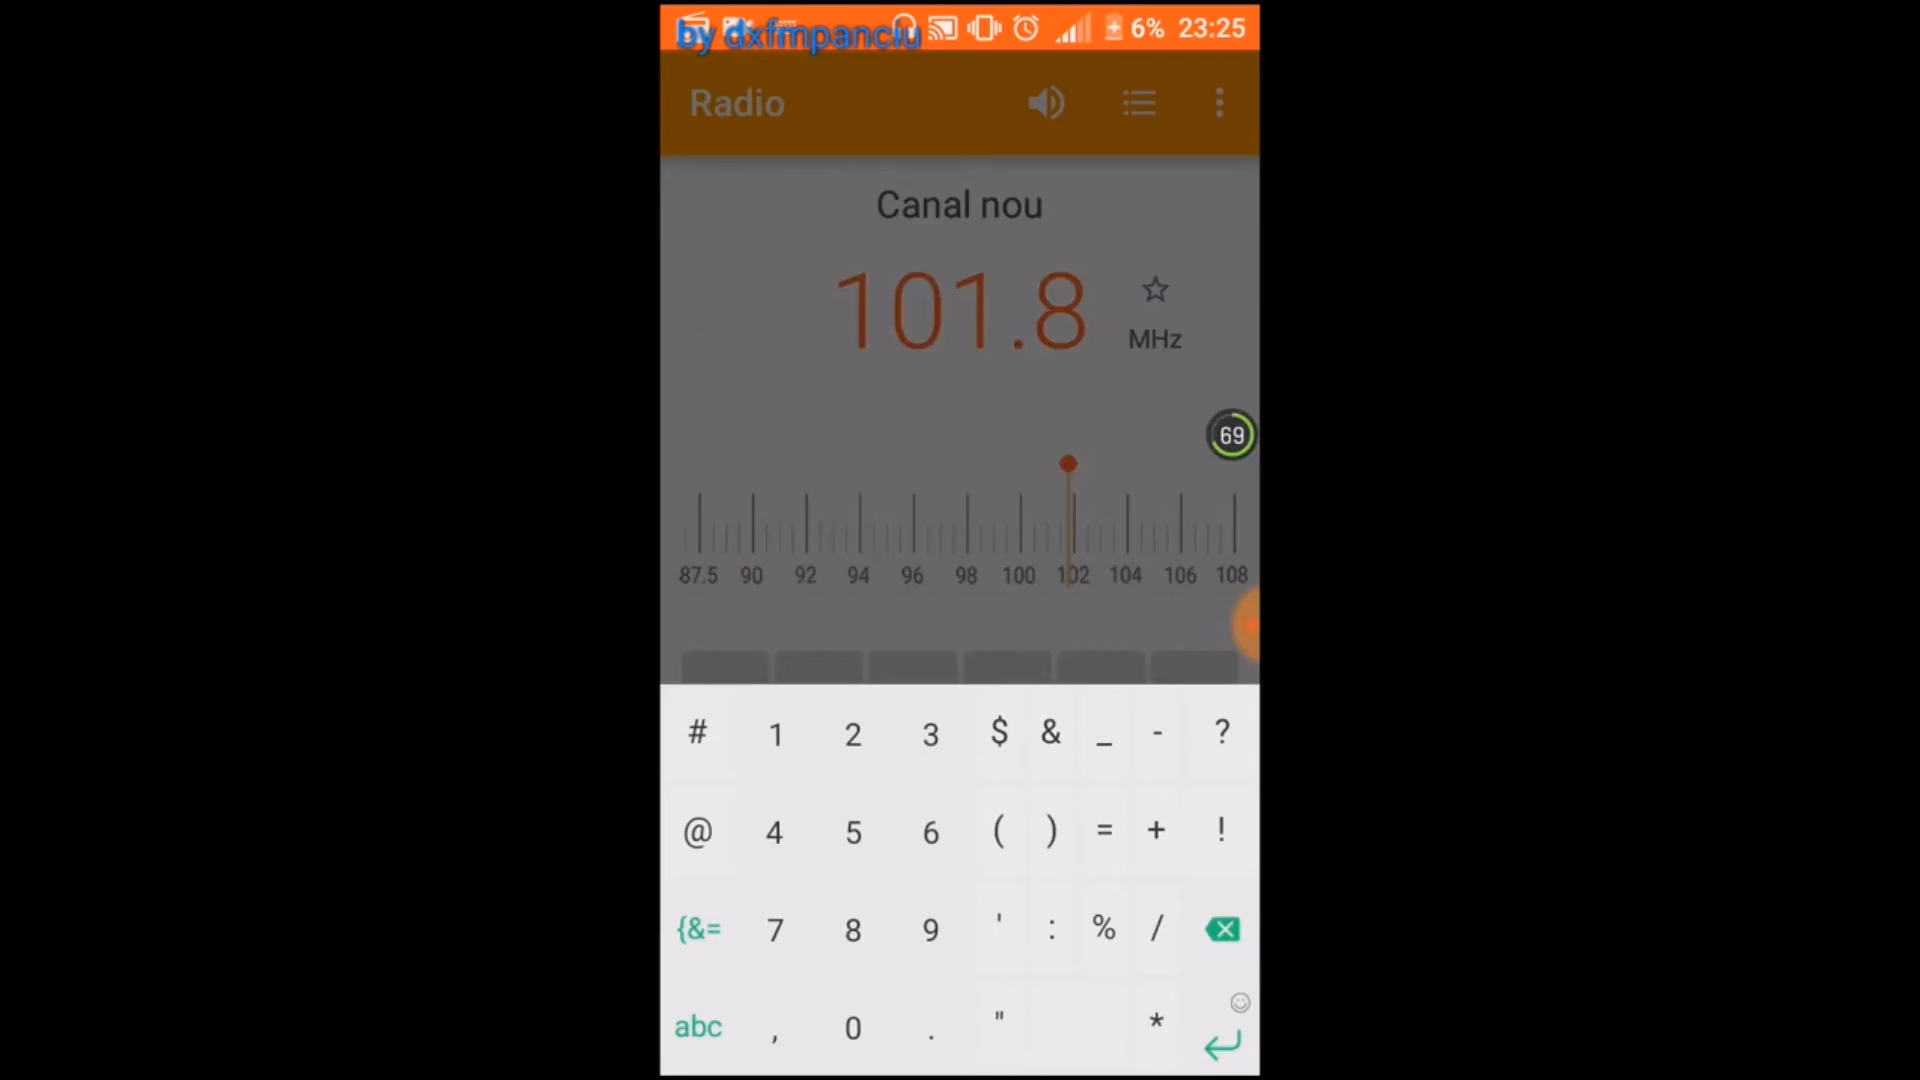 by dxfmpanciu
6% 23:25
Radio
Canal nou
101.8
MHz
69
87.5 90 92 94 96 98 100 102 104 106 108
# 1 2 3 $ & _ - ?
@ 4 5 6 ( ) = + !
{&= 7 8 9 ' : % /
abc , 0 . " *